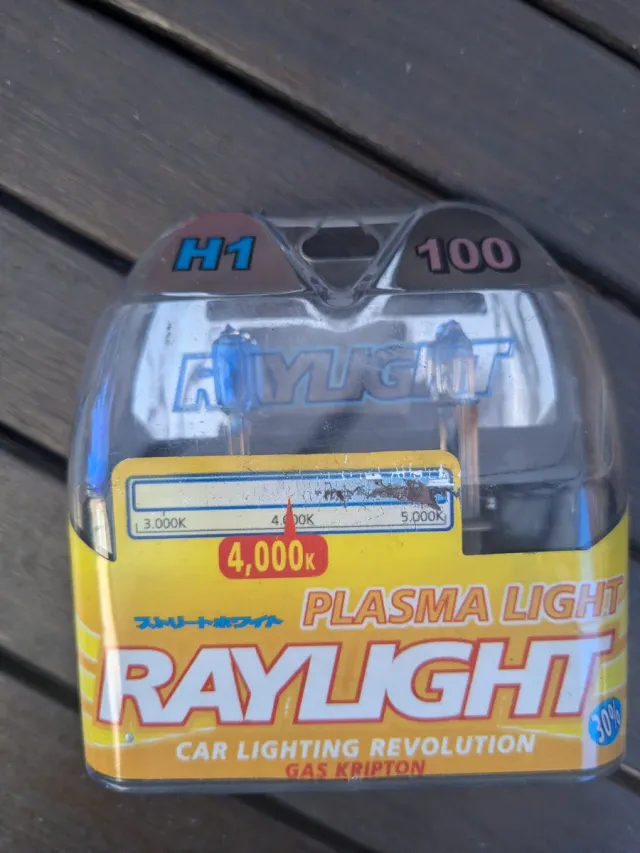 H1 100
RAYLIGHT
3.000K 4.000K 5.000K
4,000K
PLASMA LIGHT
ストリートホワイト
RAYLIGHT
30%
CAR LIGHTING REVOLUTION
GAS KRIPTON